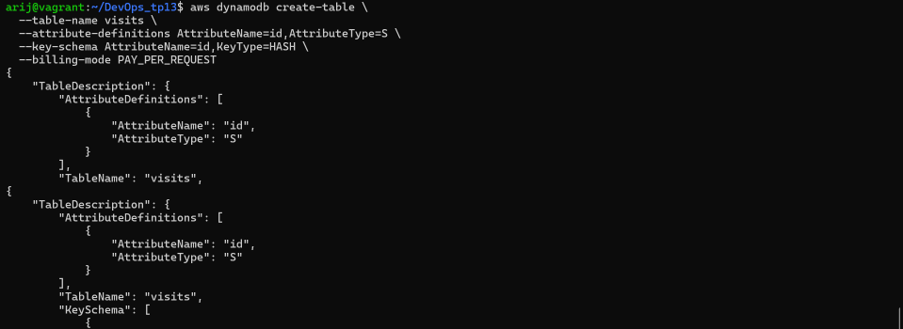 arij@vagrant:~/DevOps_tp13$ aws dynamodb create-table \
  --table-name visits \
  --attribute-definitions AttributeName=id,AttributeType=S \
  --key-schema AttributeName=id,KeyType=HASH \
  --billing-mode PAY_PER_REQUEST
{
    "TableDescription": {
        "AttributeDefinitions": [
            {
                "AttributeName": "id",
                "AttributeType": "S"
            }
        ],
        "TableName": "visits",
{
    "TableDescription": {
        "AttributeDefinitions": [
            {
                "AttributeName": "id",
                "AttributeType": "S"
            }
        ],
        "TableName": "visits",
        "KeySchema": [
            {